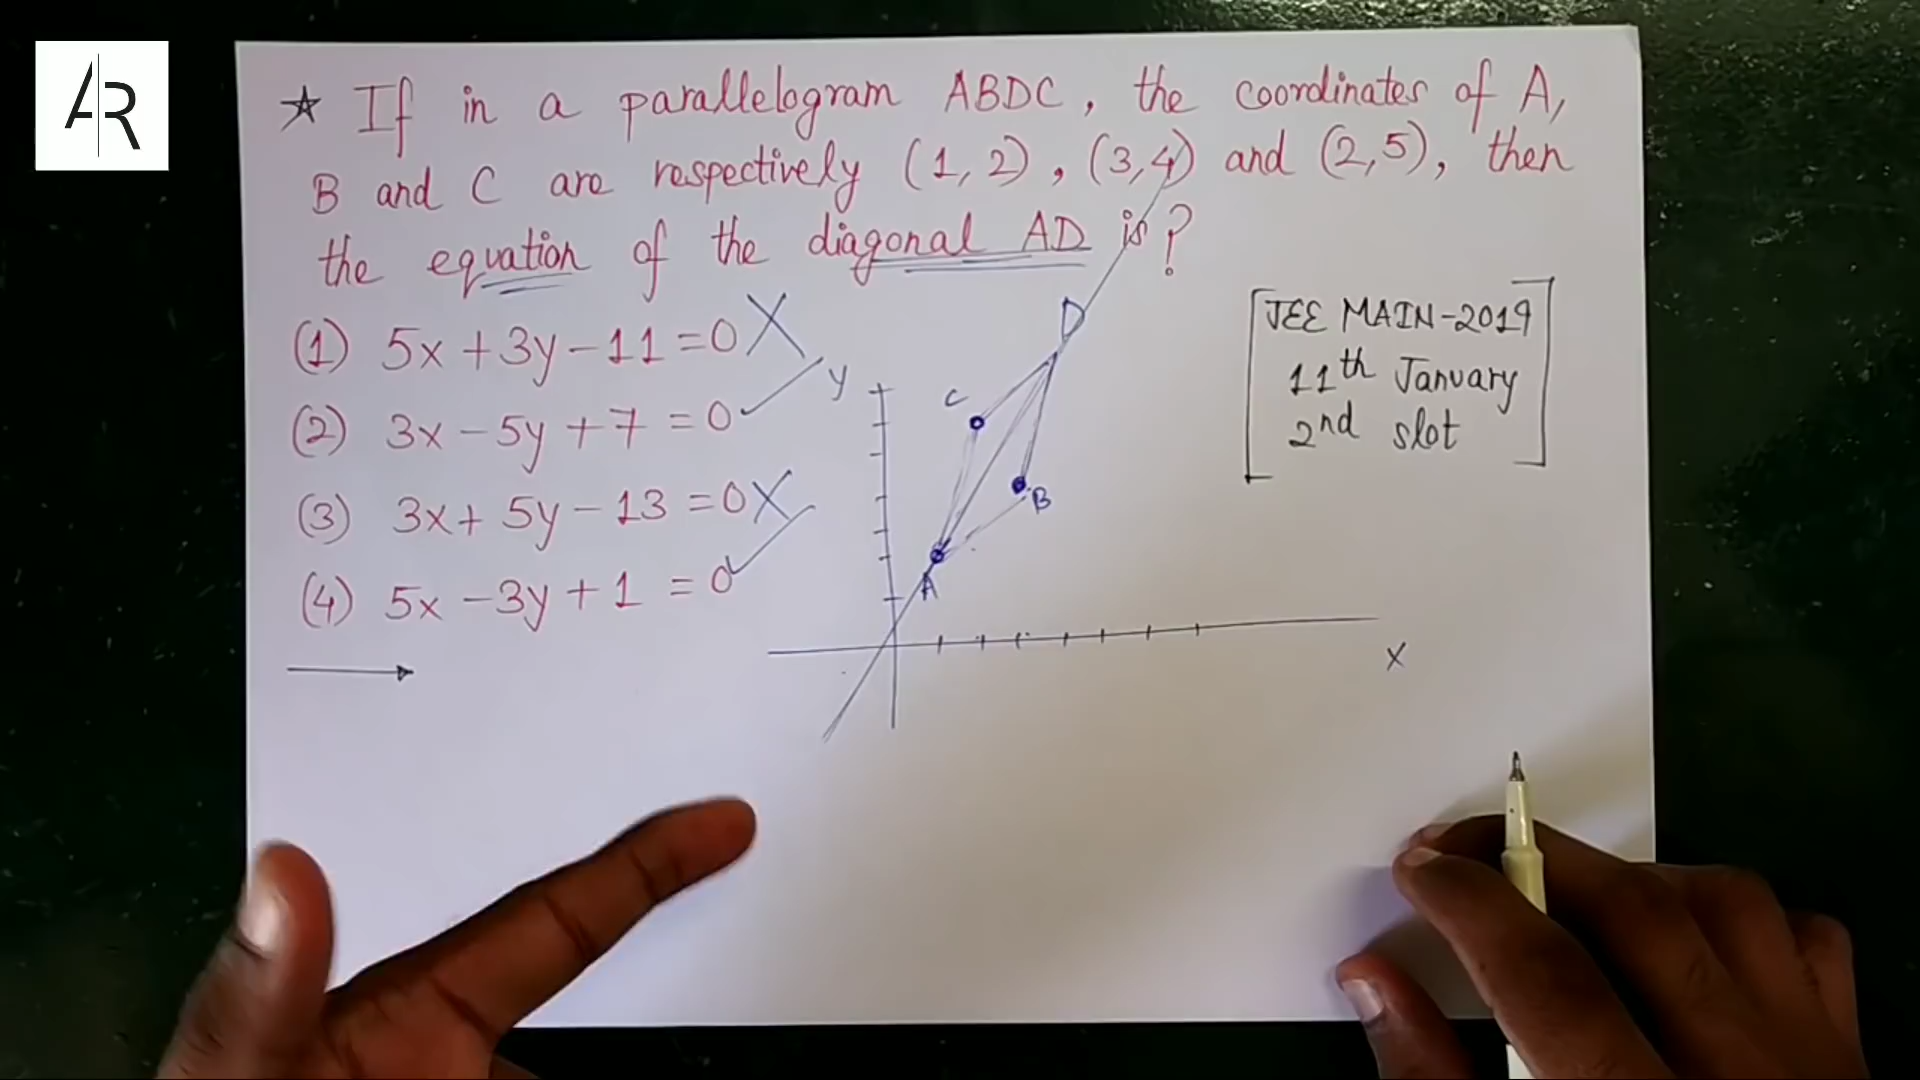 AR
☆ If in a parallelogram ABDC, the coordinates of A,
B and C are respectively (1, 2), (3,4) and (2,5), then
the equation of the diagonal AD is?
(1) 5x + 3y - 11 = 0 X
(2) 3x - 5y + 7 = 0 ✓
(3) 3x + 5y - 13 = 0 X
(4) 5x - 3y + 1 = 0 ✓
[JEE MAIN-2019
11th January
2nd slot]
y
D
C
B
A
x